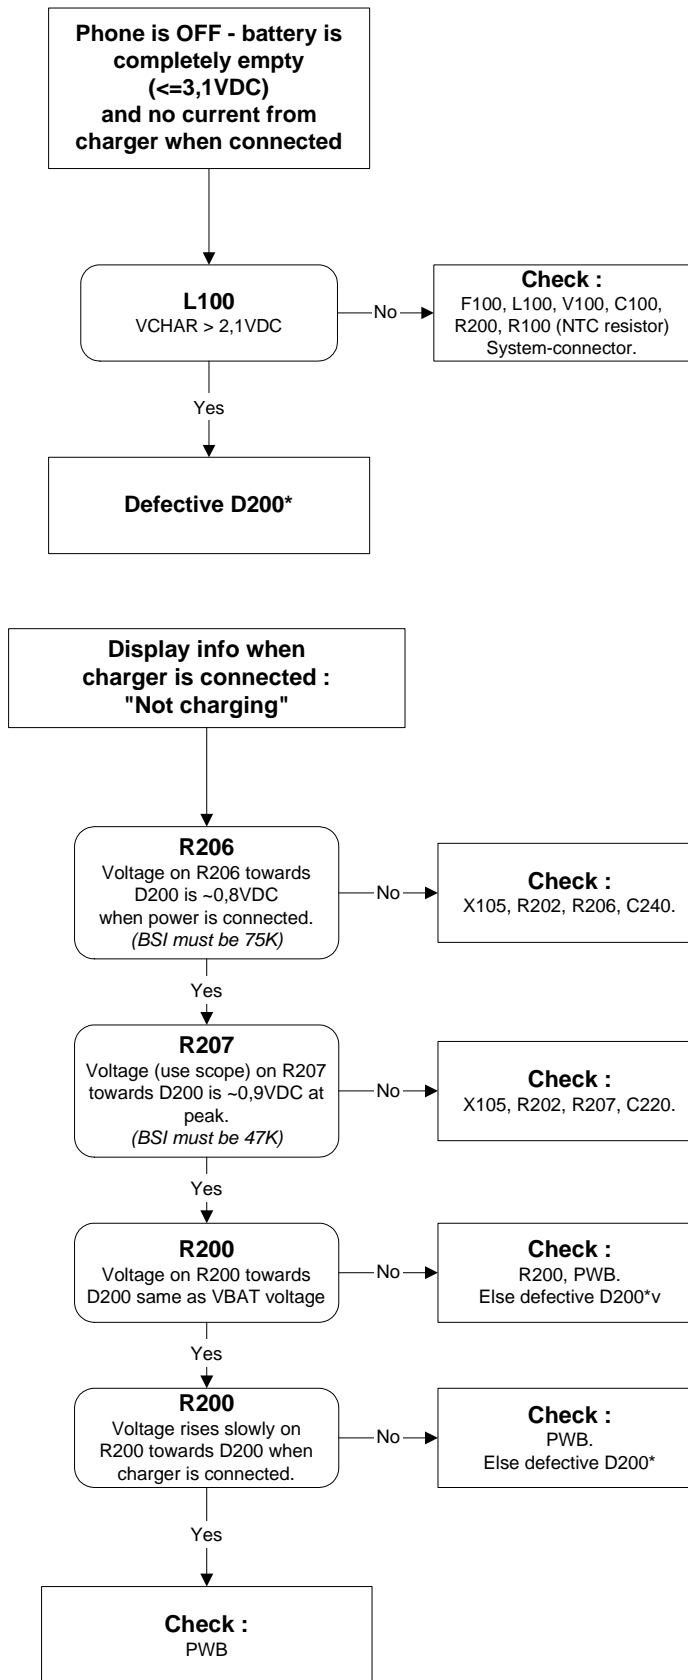 Phone is OFF - battery is
completely empty
(<=3,1VDC)
and no current from
charger when connected
L100
VCHAR > 2,1VDC
No
Check :
F100, L100, V100, C100,
R200, R100 (NTC resistor)
System-connector.
Yes
Defective D200*
Display info when
charger is connected :
"Not charging"
R206
Voltage on R206 towards
D200 is ~0,8VDC
when power is connected.
(BSI must be 75K)
No
Check :
X105, R202, R206, C240.
Yes
R207
Voltage (use scope) on R207
towards D200 is ~0,9VDC at
peak.
(BSI must be 47K)
No
Check :
X105, R202, R207, C220.
Yes
R200
Voltage on R200 towards
D200 same as VBAT voltage
No
Check :
R200, PWB.
Else defective D200*v
Yes
R200
Voltage rises slowly on
R200 towards D200 when
charger is connected.
No
Check :
PWB.
Else defective D200*
Yes
Check :
PWB